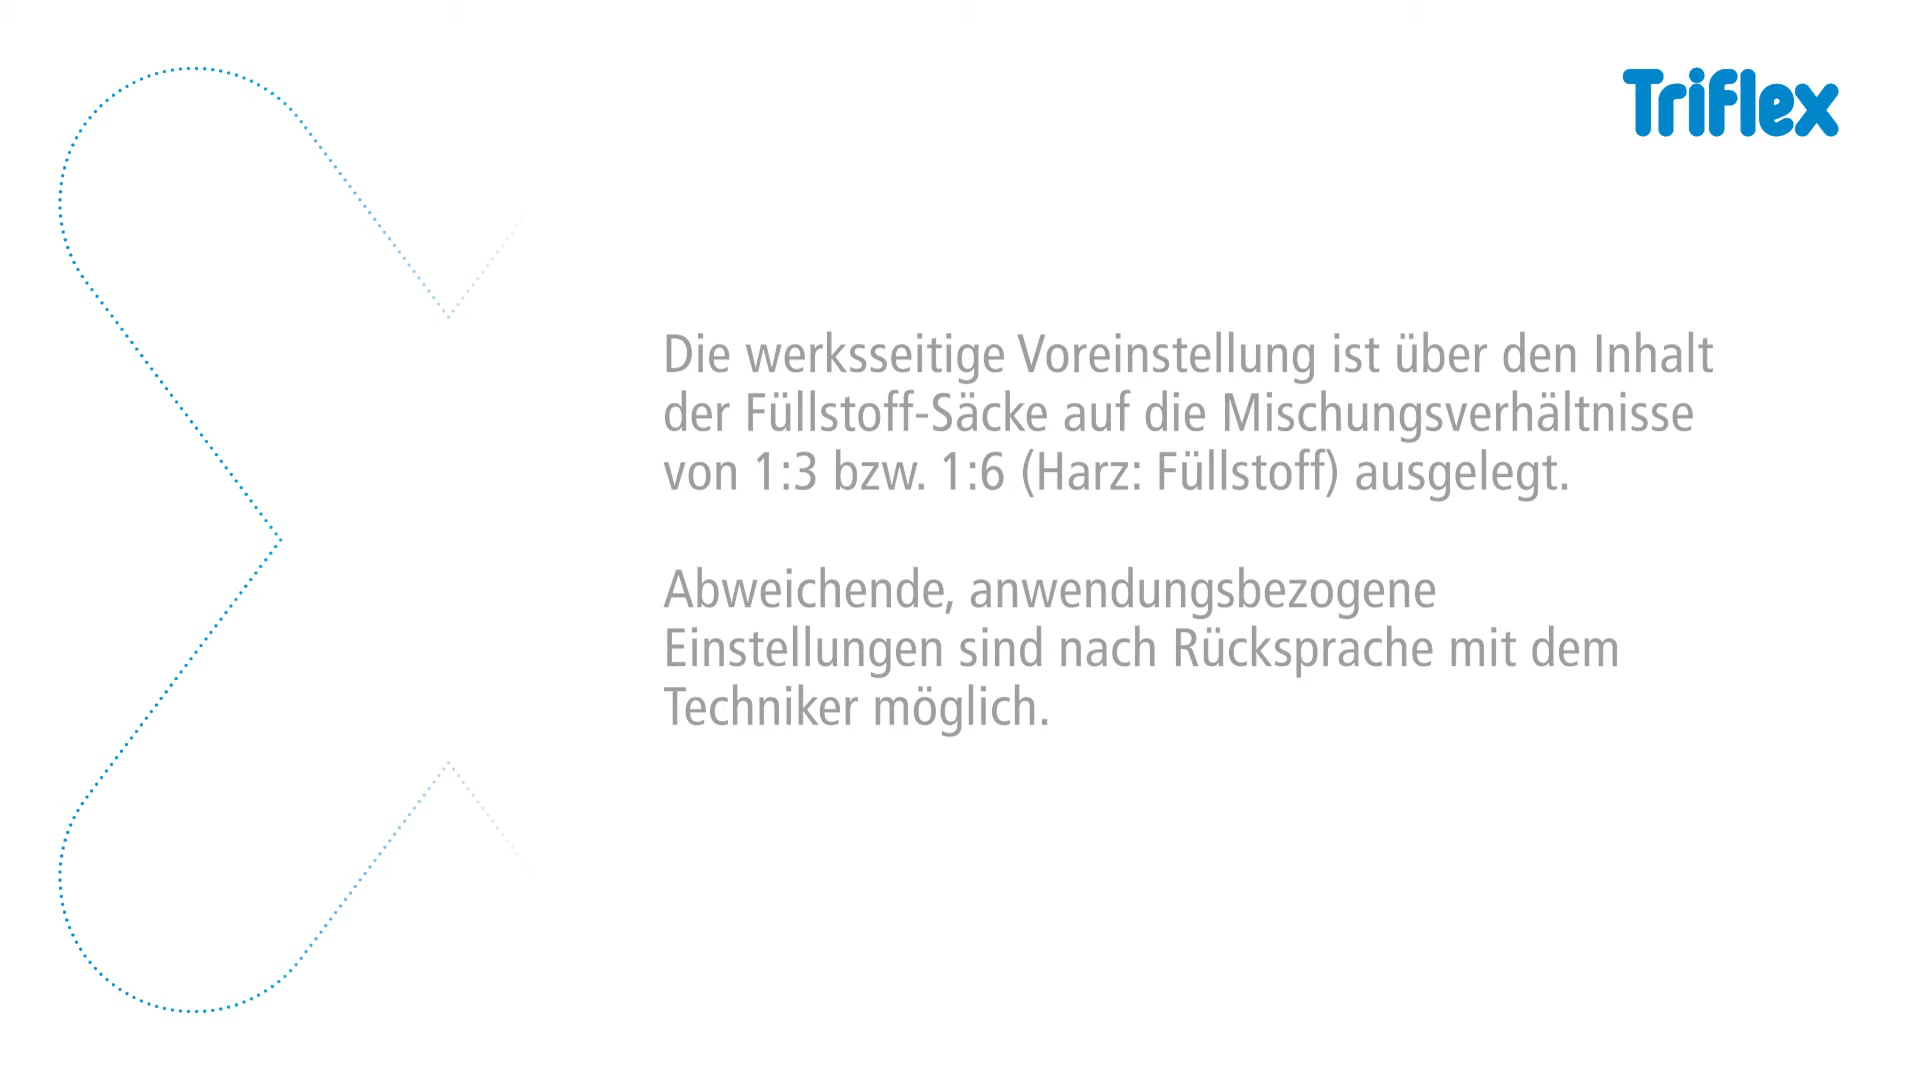 Triflex
Die werksseitige Voreinstellung ist über den Inhalt
der Füllstoff-Säcke auf die Mischungsverhältnisse
von 1:3 bzw. 1:6 (Harz: Füllstoff) ausgelegt.
Abweichende, anwendungsbezogene
Einstellungen sind nach Rücksprache mit dem
Techniker möglich.